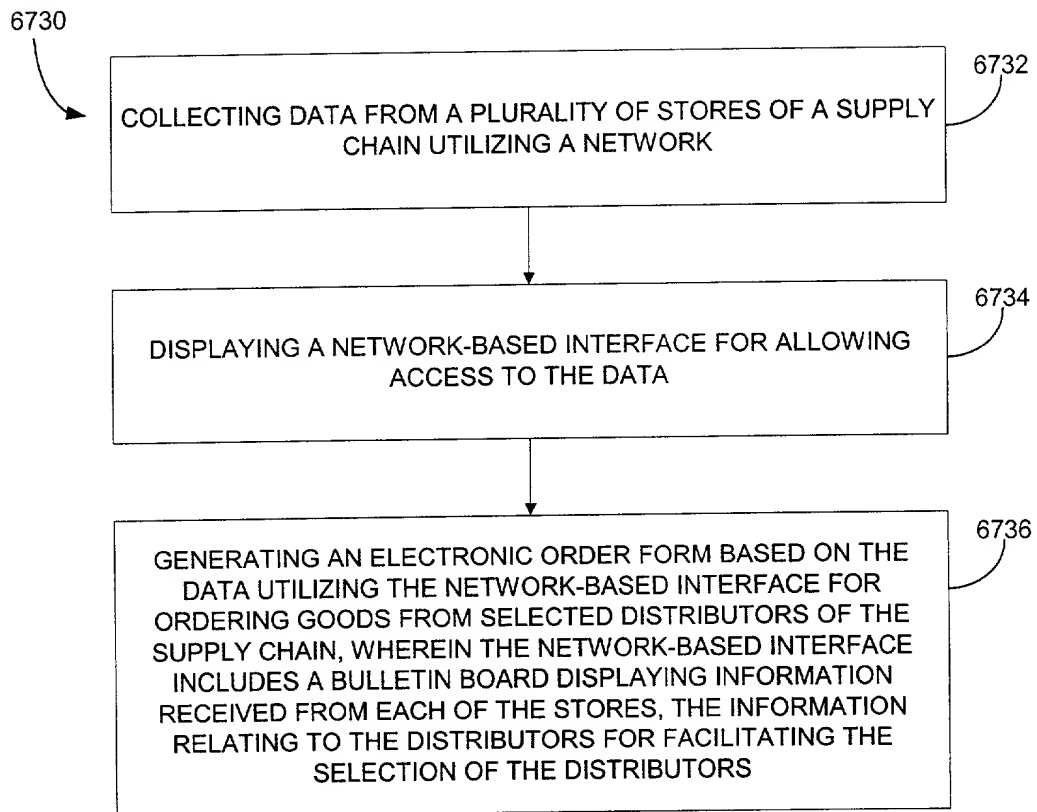 6730
6732
COLLECTING DATA FROM A PLURALITY OF STORES OF A SUPPLY
CHAIN UTILIZING A NETWORK
6734
DISPLAYING A NETWORK-BASED INTERFACE FOR ALLOWING
ACCESS TO THE DATA
6736
GENERATING AN ELECTRONIC ORDER FORM BASED ON THE
DATA UTILIZING THE NETWORK-BASED INTERFACE FOR
ORDERING GOODS FROM SELECTED DISTRIBUTORS OF THE
SUPPLY CHAIN, WHEREIN THE NETWORK-BASED INTERFACE
INCLUDES A BULLETIN BOARD DISPLAYING INFORMATION
RECEIVED FROM EACH OF THE STORES, THE INFORMATION
RELATING TO THE DISTRIBUTORS FOR FACILITATING THE
SELECTION OF THE DISTRIBUTORS